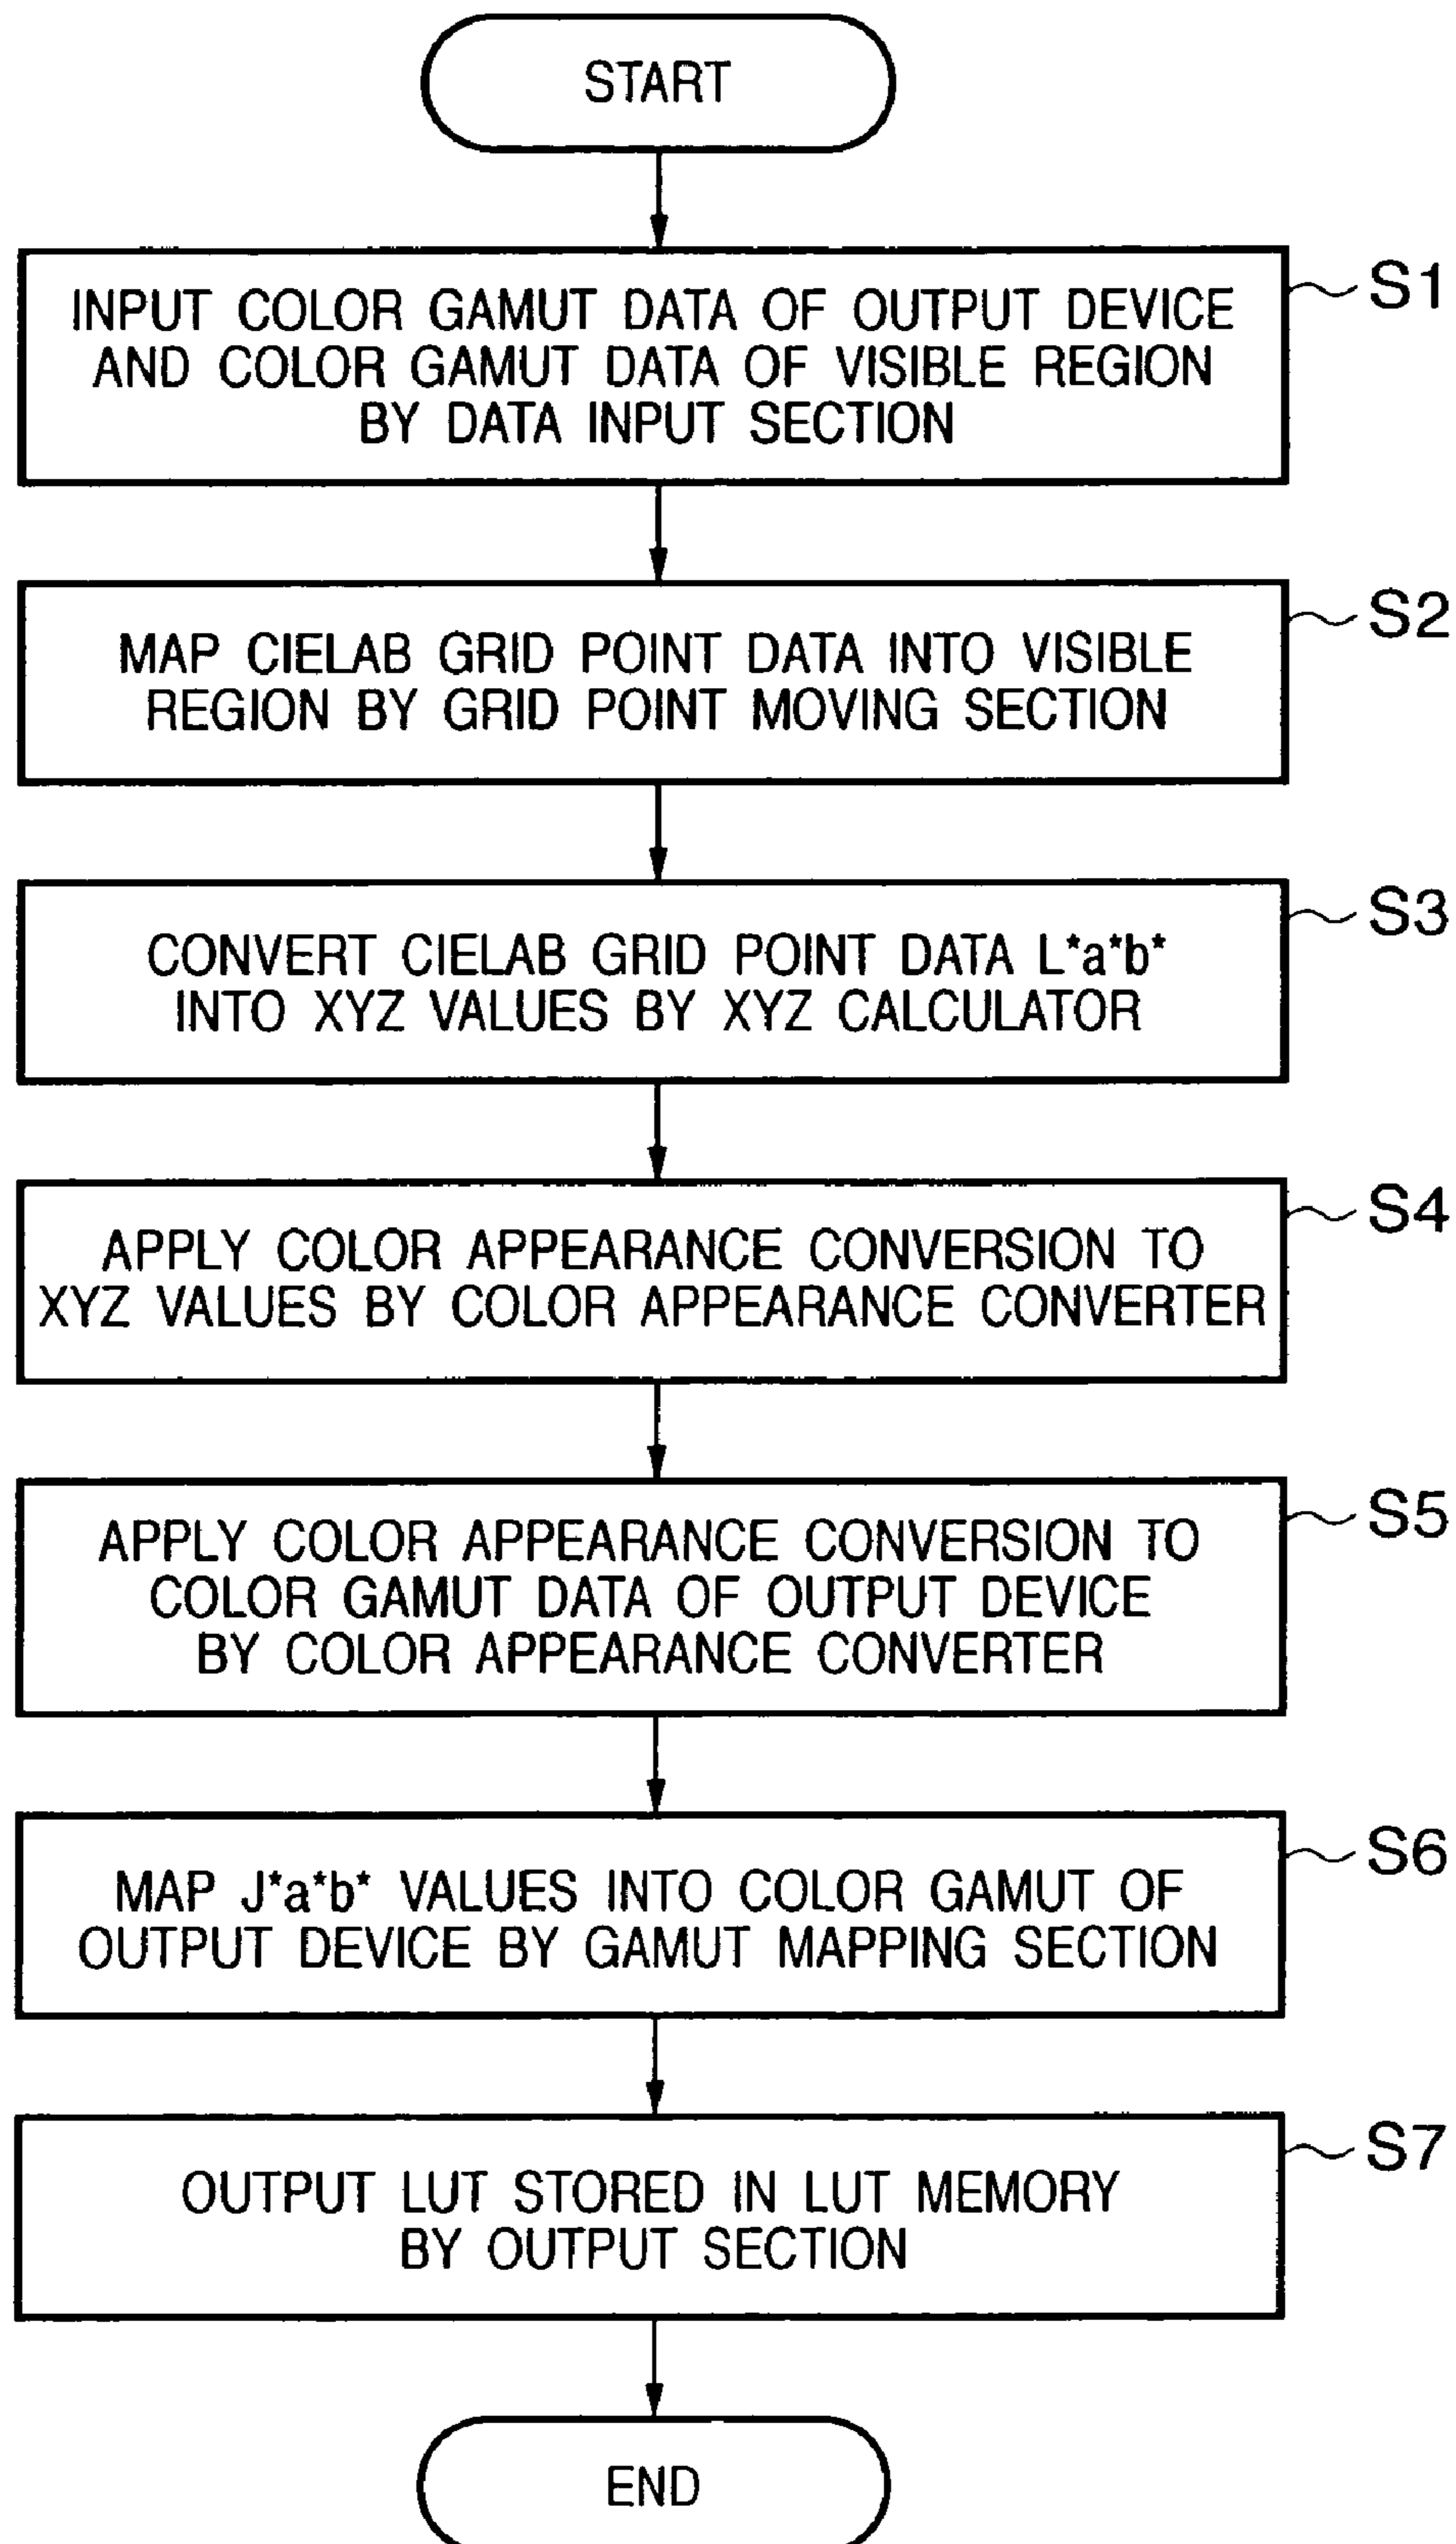 START
S1
INPUT COLOR GAMUT DATA OF OUTPUT DEVICE
AND COLOR GAMUT DATA OF VISIBLE REGION
BY DATA INPUT SECTION
S2
MAP CIELAB GRID POINT DATA INTO VISIBLE
REGION BY GRID POINT MOVING SECTION
S3
CONVERT CIELAB GRID POINT DATA L*a*b*
INTO XYZ VALUES BY XYZ CALCULATOR
S4
APPLY COLOR APPEARANCE CONVERSION TO
XYZ VALUES BY COLOR APPEARANCE CONVERTER
S5
APPLY COLOR APPEARANCE CONVERSION TO
COLOR GAMUT DATA OF OUTPUT DEVICE
BY COLOR APPEARANCE CONVERTER
S6
MAP J*a*b* VALUES INTO COLOR GAMUT OF
OUTPUT DEVICE BY GAMUT MAPPING SECTION
S7
OUTPUT LUT STORED IN LUT MEMORY
BY OUTPUT SECTION
END